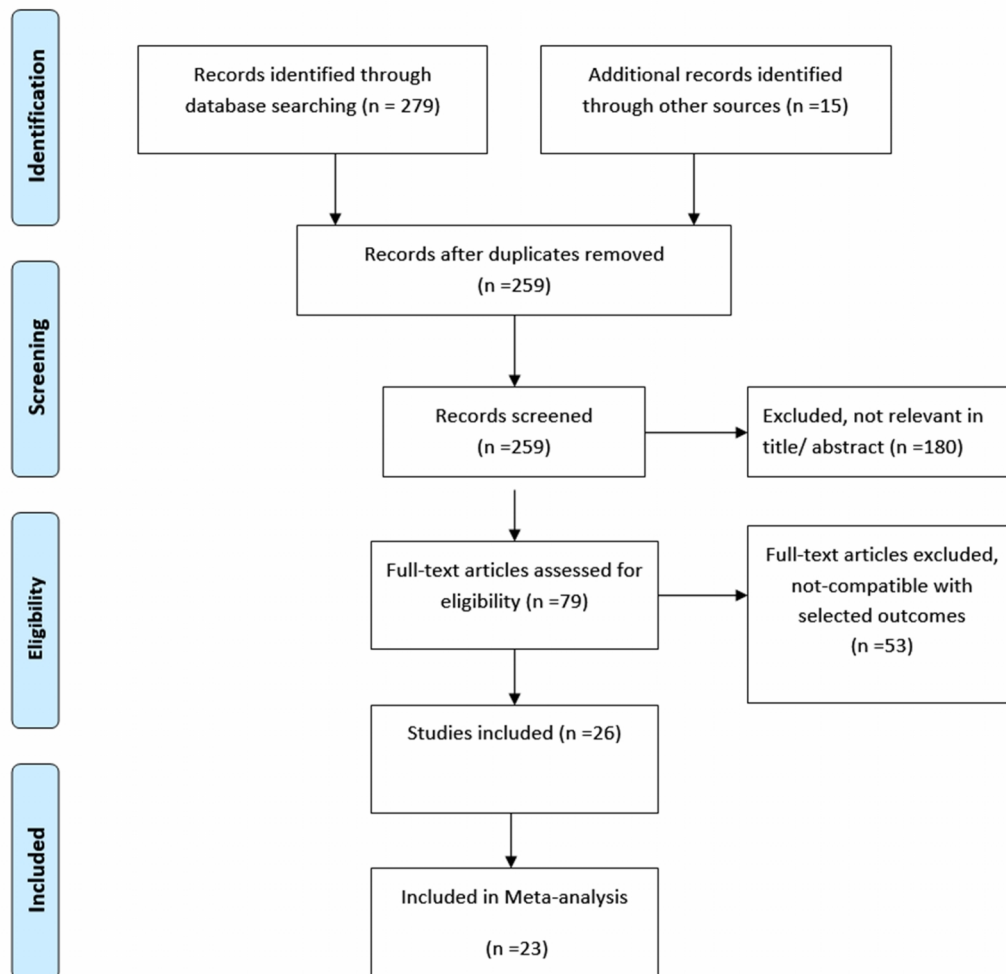 Identification
Records identified through
database searching (n = 279)
Additional records identified
through other sources (n =15)
Records after duplicates removed
(n =259)
Screening
Records screened
(n =259)
Excluded, not relevant in
title/ abstract (n =180)
Eligibility
Full-text articles assessed for
eligibility (n =79)
Full-text articles excluded,
not-compatible with
selected outcomes
(n =53)
Studies included (n =26)
Included
Included in Meta-analysis
(n =23)